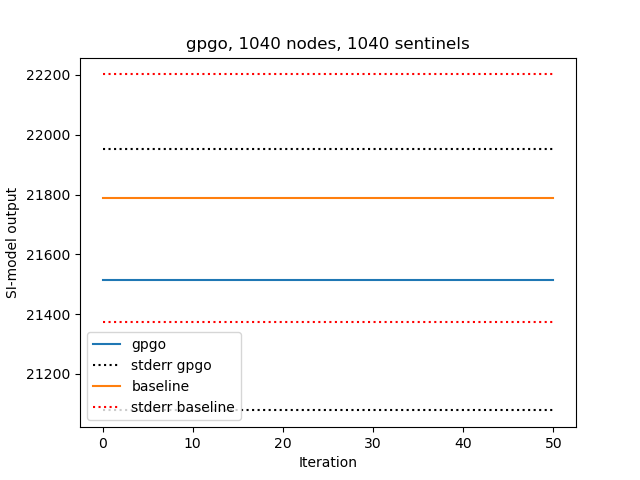 gpgo, 1040 nodes, 1040 sentinels
22200
22000
21800
21600
21400
21200
SI-model output
gpgo
stderr gpgo
baseline
stderr baseline
0 10 20 30 40 50
Iteration